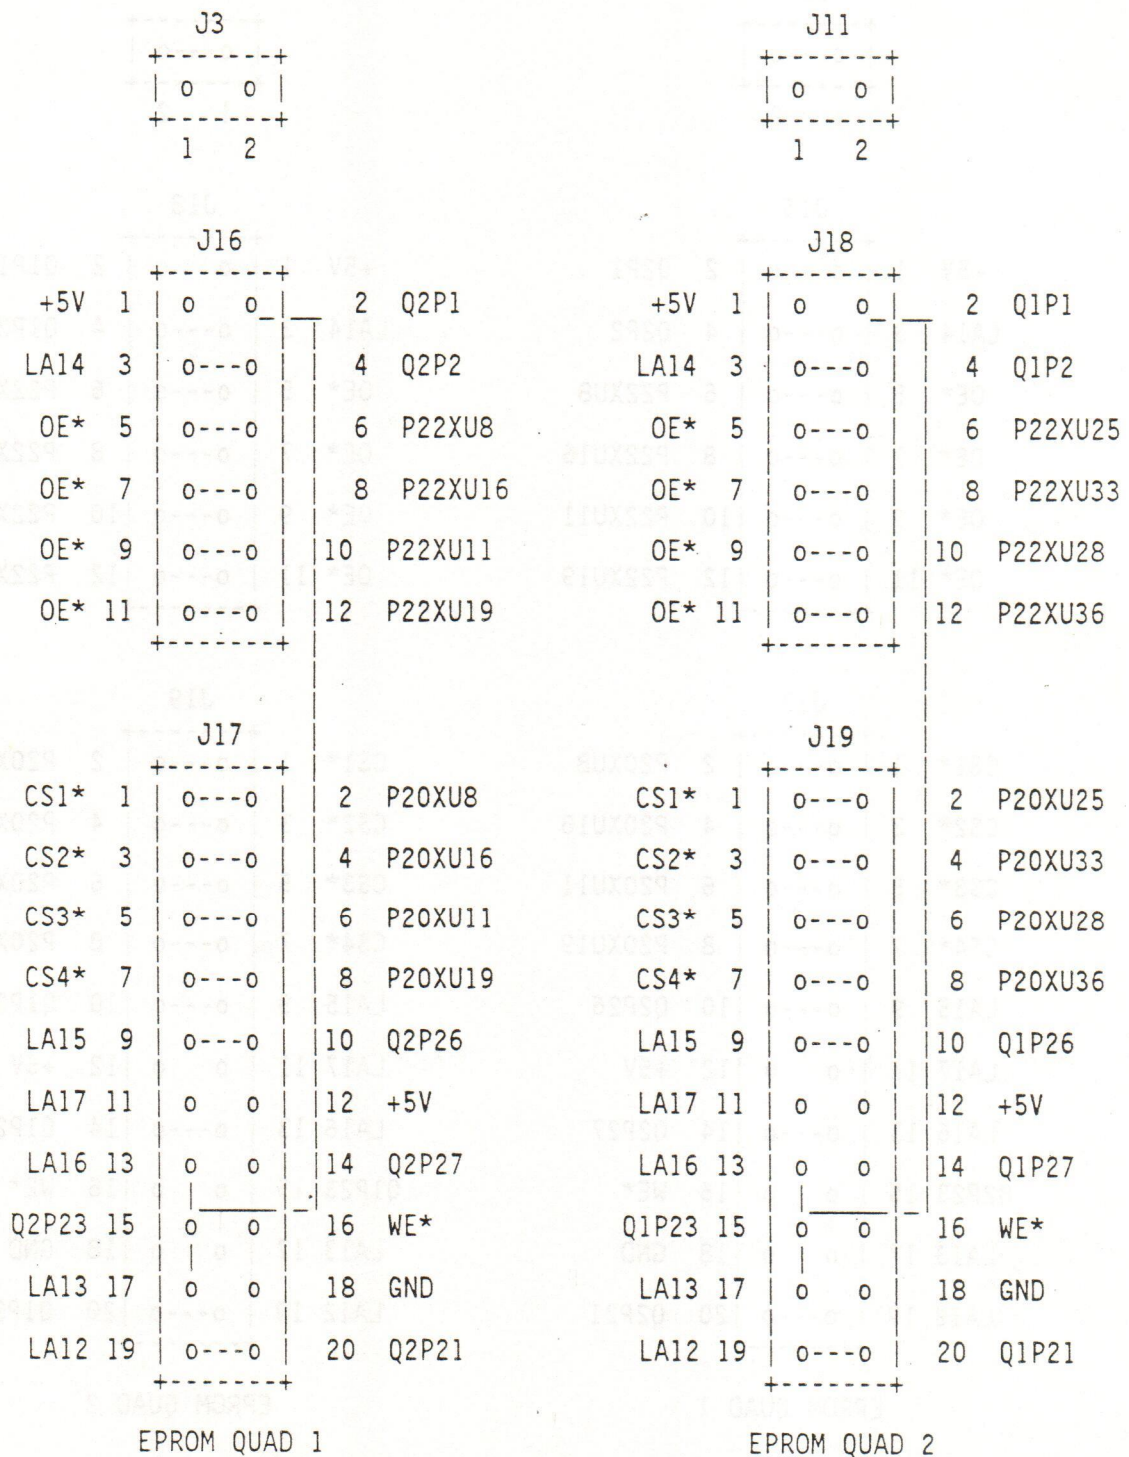 J3 J11
1 2 1 2
J16 J18
+5V 1 o o 2 Q2P1 +5V 1 o o 2 Q1P1
LA14 3 o---o 4 Q2P2 LA14 3 o---o 4 Q1P2
OE* 5 o---o 6 P22XU8 OE* 5 o---o 6 P22XU25
OE* 7 o---o 8 P22XU16 OE* 7 o---o 8 P22XU33
OE* 9 o---o 10 P22XU11 OE* 9 o---o 10 P22XU28
OE* 11 o---o 12 P22XU19 OE* 11 o---o 12 P22XU36
J17 J19
CS1* 1 o---o 2 P20XU8 CS1* 1 o---o 2 P20XU25
CS2* 3 o---o 4 P20XU16 CS2* 3 o---o 4 P20XU33
CS3* 5 o---o 6 P20XU11 CS3* 5 o---o 6 P20XU28
CS4* 7 o---o 8 P20XU19 CS4* 7 o---o 8 P20XU36
LA15 9 o---o 10 Q2P26 LA15 9 o---o 10 Q1P26
LA17 11 o o 12 +5V LA17 11 o o 12 +5V
LA16 13 o o 14 Q2P27 LA16 13 o o 14 Q1P27
Q2P23 15 o o 16 WE* Q1P23 15 o o 16 WE*
LA13 17 o o 18 GND LA13 17 o o 18 GND
LA12 19 o---o 20 Q2P21 LA12 19 o---o 20 Q1P21
EPROM QUAD 1 EPROM QUAD 2